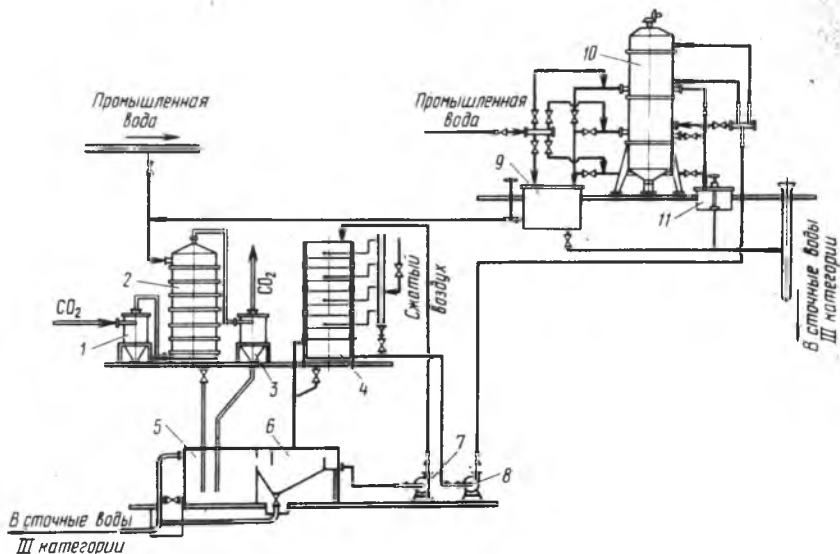 Промышленная
вода
10
Промышленная
вода
9
11
В сточные воды
III категории
2
CO₂
Сжатый
воздух
CO₂
1
3
4
5
6
7
8
В сточные воды
III категории